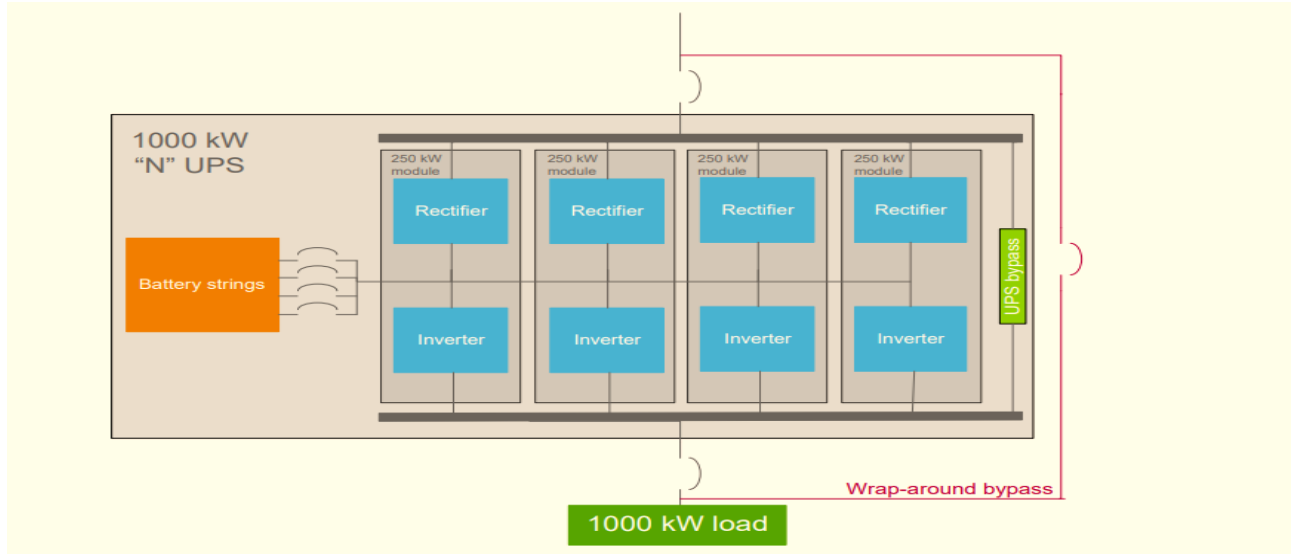 1000 kW
“N” UPS
250 kW
module
250 kW
module
250 kW
module
250 kW
module
Rectifier
Rectifier
Rectifier
Rectifier
Battery strings
UPS bypass
Inverter
Inverter
Inverter
Inverter
Wrap-around bypass
1000 kW load